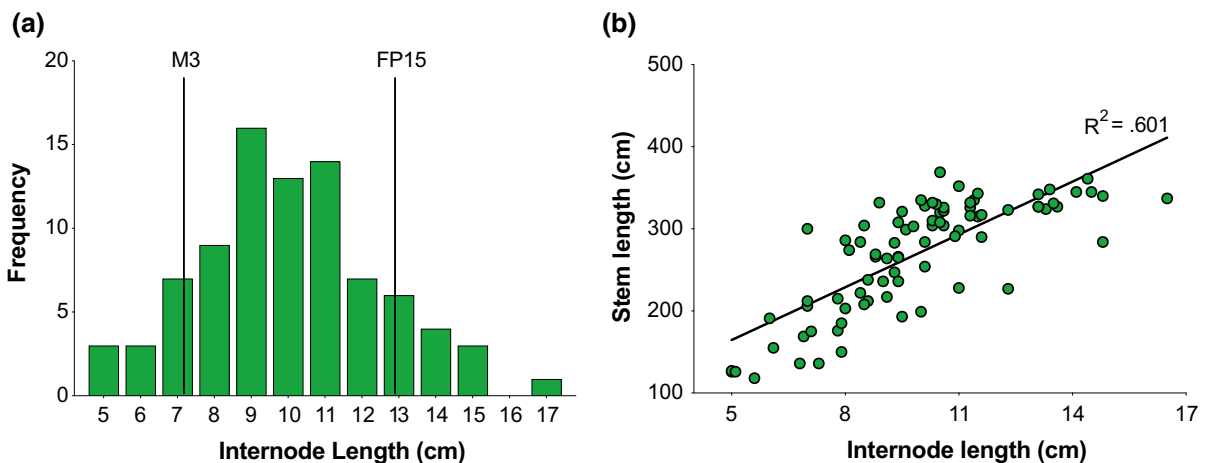 (a)
M3
FP15
20
15
10
5
0
Frequency
5 6 7 8 9 10 11 12 13 14 15 16 17
Internode Length (cm)
(b)
500
400
300
200
100
Stem length (cm)
R² = .601
5 8 11 14 17
Internode length (cm)